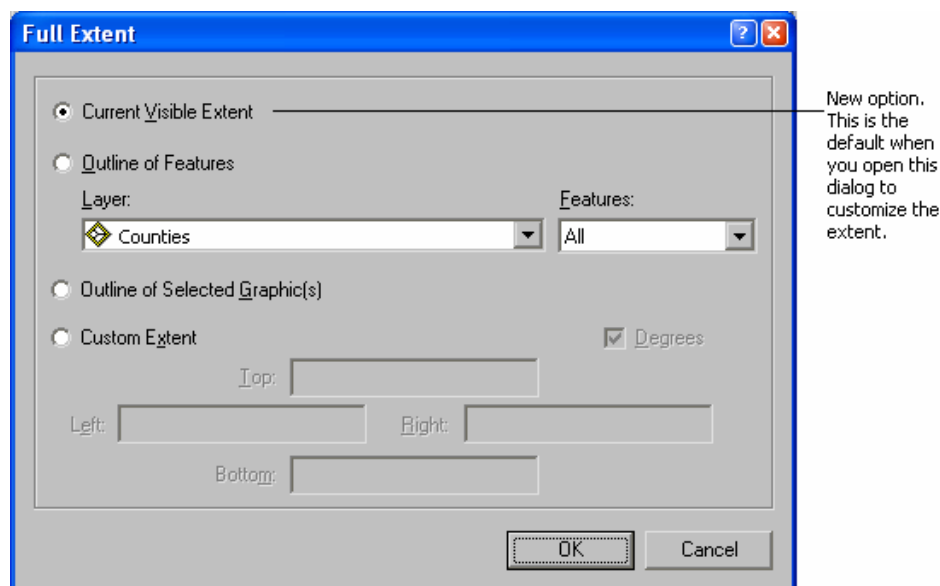 Full Extent
Current Visible Extent
New option.
This is the
default when
you open this
dialog to
customize the
extent.
Outline of Features
Layer:
Features:
Counties
All
Outline of Selected Graphic(s)
Custom Extent
Degrees
Top:
Left:
Right:
Bottom:
OK
Cancel